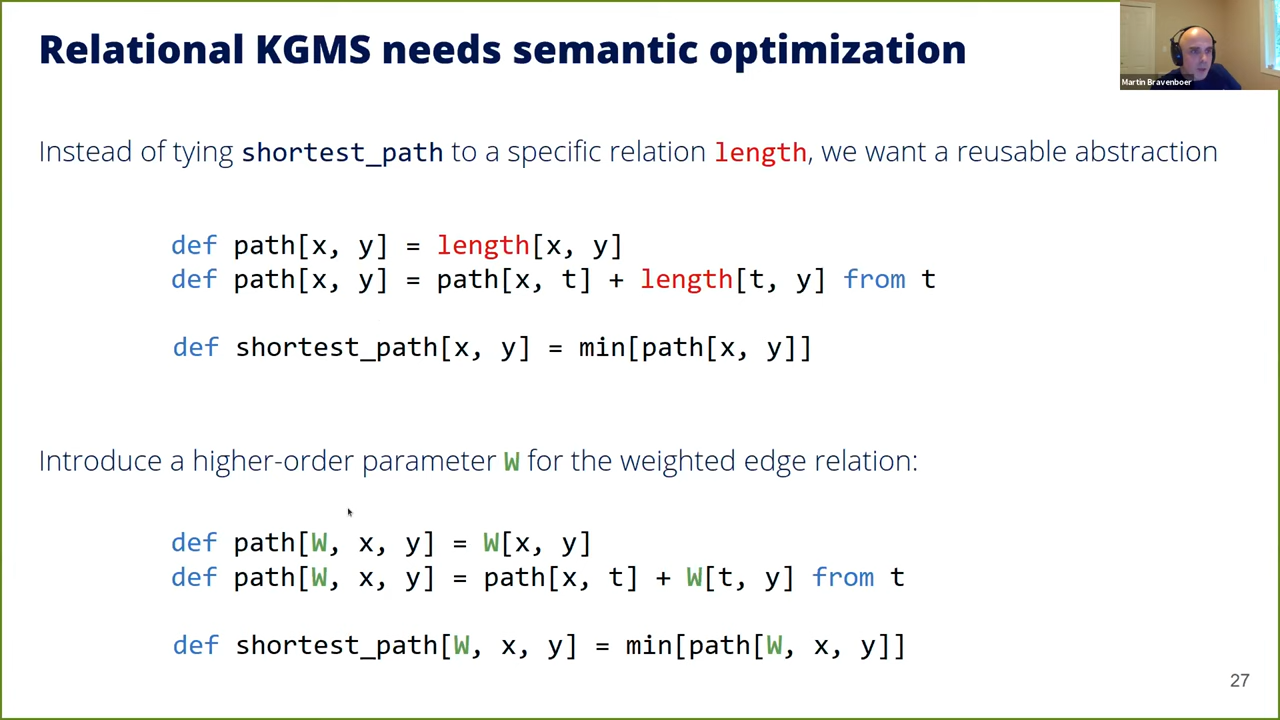 Relational KGMS needs semantic optimization
Martin Bravenboer
Instead of tying shortest_path to a specific relation length, we want a reusable abstraction
def path[x, y] = length[x, y]
def path[x, y] = path[x, t] + length[t, y] from t
def shortest_path[x, y] = min[path[x, y]]
Introduce a higher-order parameter W for the weighted edge relation:
def path[W, x, y] = W[x, y]
def path[W, x, y] = path[x, t] + W[t, y] from t
def shortest_path[W, x, y] = min[path[W, x, y]]
27